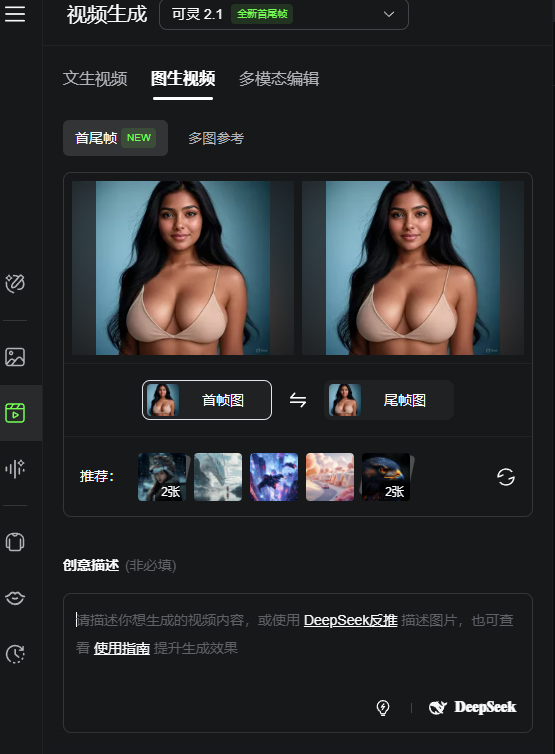 视频生成 可灵 2.1 全新首尾帧
文生视频 图生视频 多模态编辑
首尾帧 NEW 多图参考
首帧图 尾帧图
推荐： 2张 2张
创意描述 (非必填)
请描述你想生成的视频内容，或使用 DeepSeek反推 描述图片，也可查
看 使用指南 提升生成效果
DeepSeek